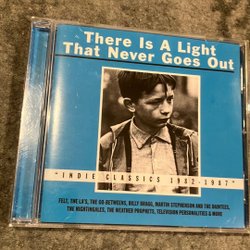 There Is A Light
That Never Goes Out
"INDIE CLASSICS 1982-1987"
FELT, THE LA'S, THE GO-BETWEENS, BILLY BRAGG, MARTIN STEPHENSON AND THE DAINTEES,
THE NIGHTINGALES, THE WEATHER PROPHETS, TELEVISION PERSONALITIES & MORE